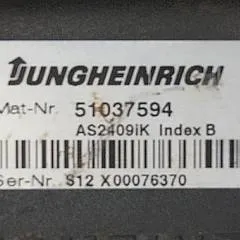 JUNGHEINRICH
Mat-Nr. 51037594
AS2409iK Index B
Ser-Nr. S12 X00076370